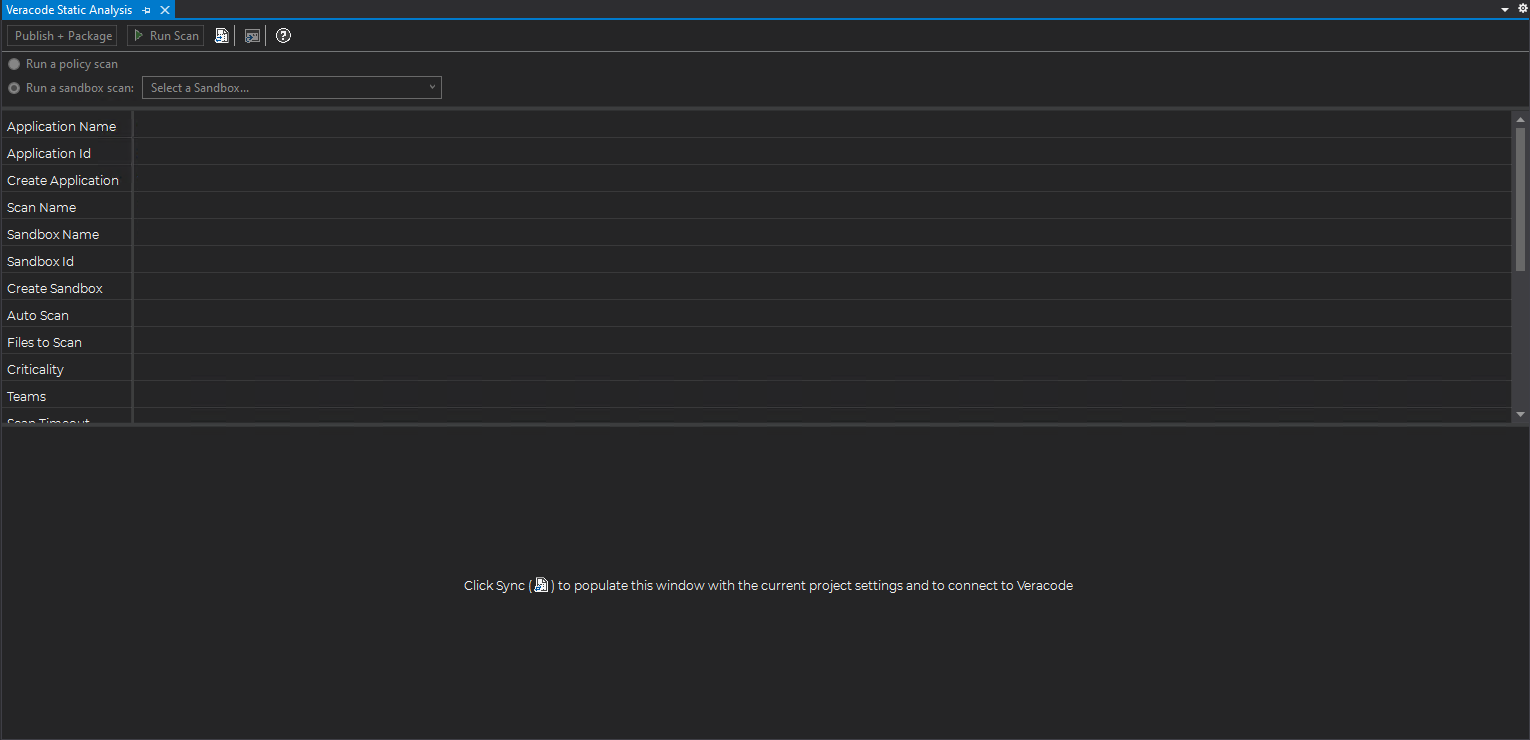 Veracode Static Analysis
Publish + Package Run Scan
Run a policy scan
Run a sandbox scan: Select a Sandbox...
Application Name
Application Id
Create Application
Scan Name
Sandbox Name
Sandbox Id
Create Sandbox
Auto Scan
Files to Scan
Criticality
Teams
Scan Timeout
Click Sync ( ) to populate this window with the current project settings and to connect to Veracode